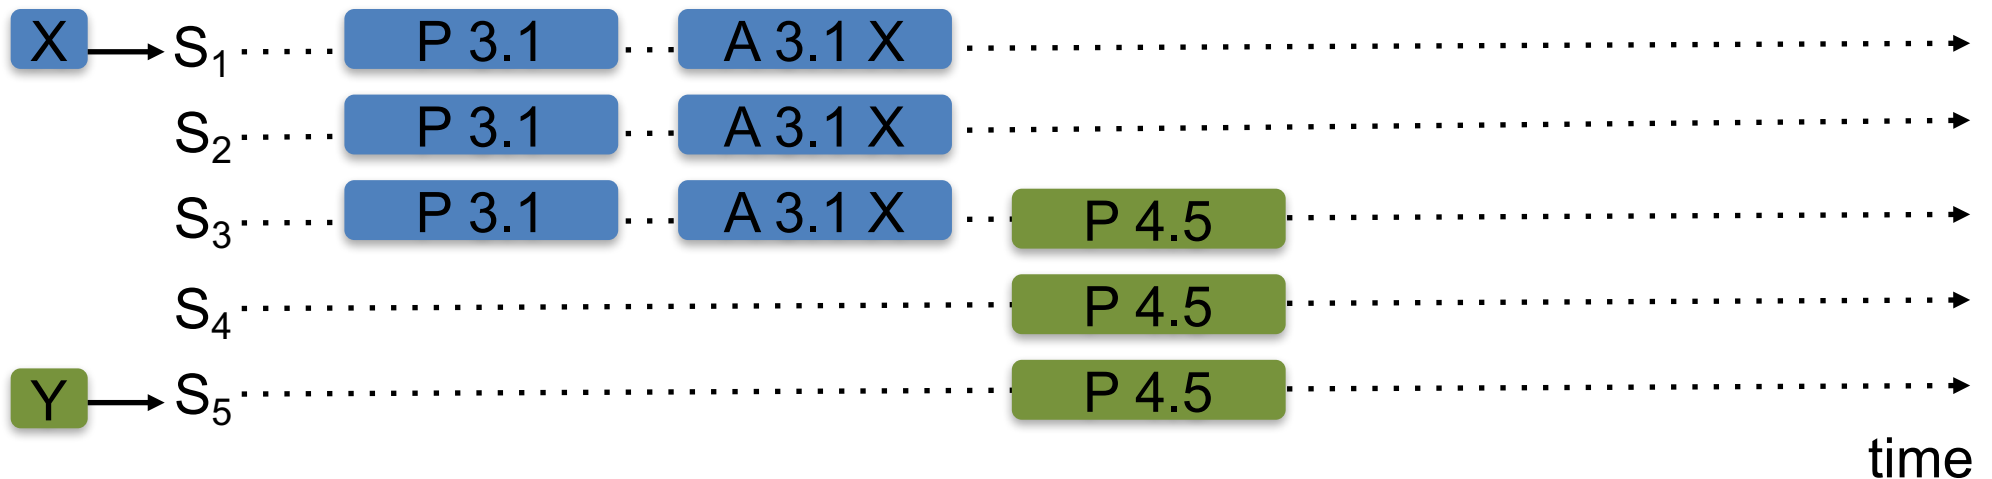 X S₁ P 3.1 A 3.1 X
S₂ P 3.1 A 3.1 X
S₃ P 3.1 A 3.1 X P 4.5
S₄ P 4.5
Y S₅ P 4.5
time